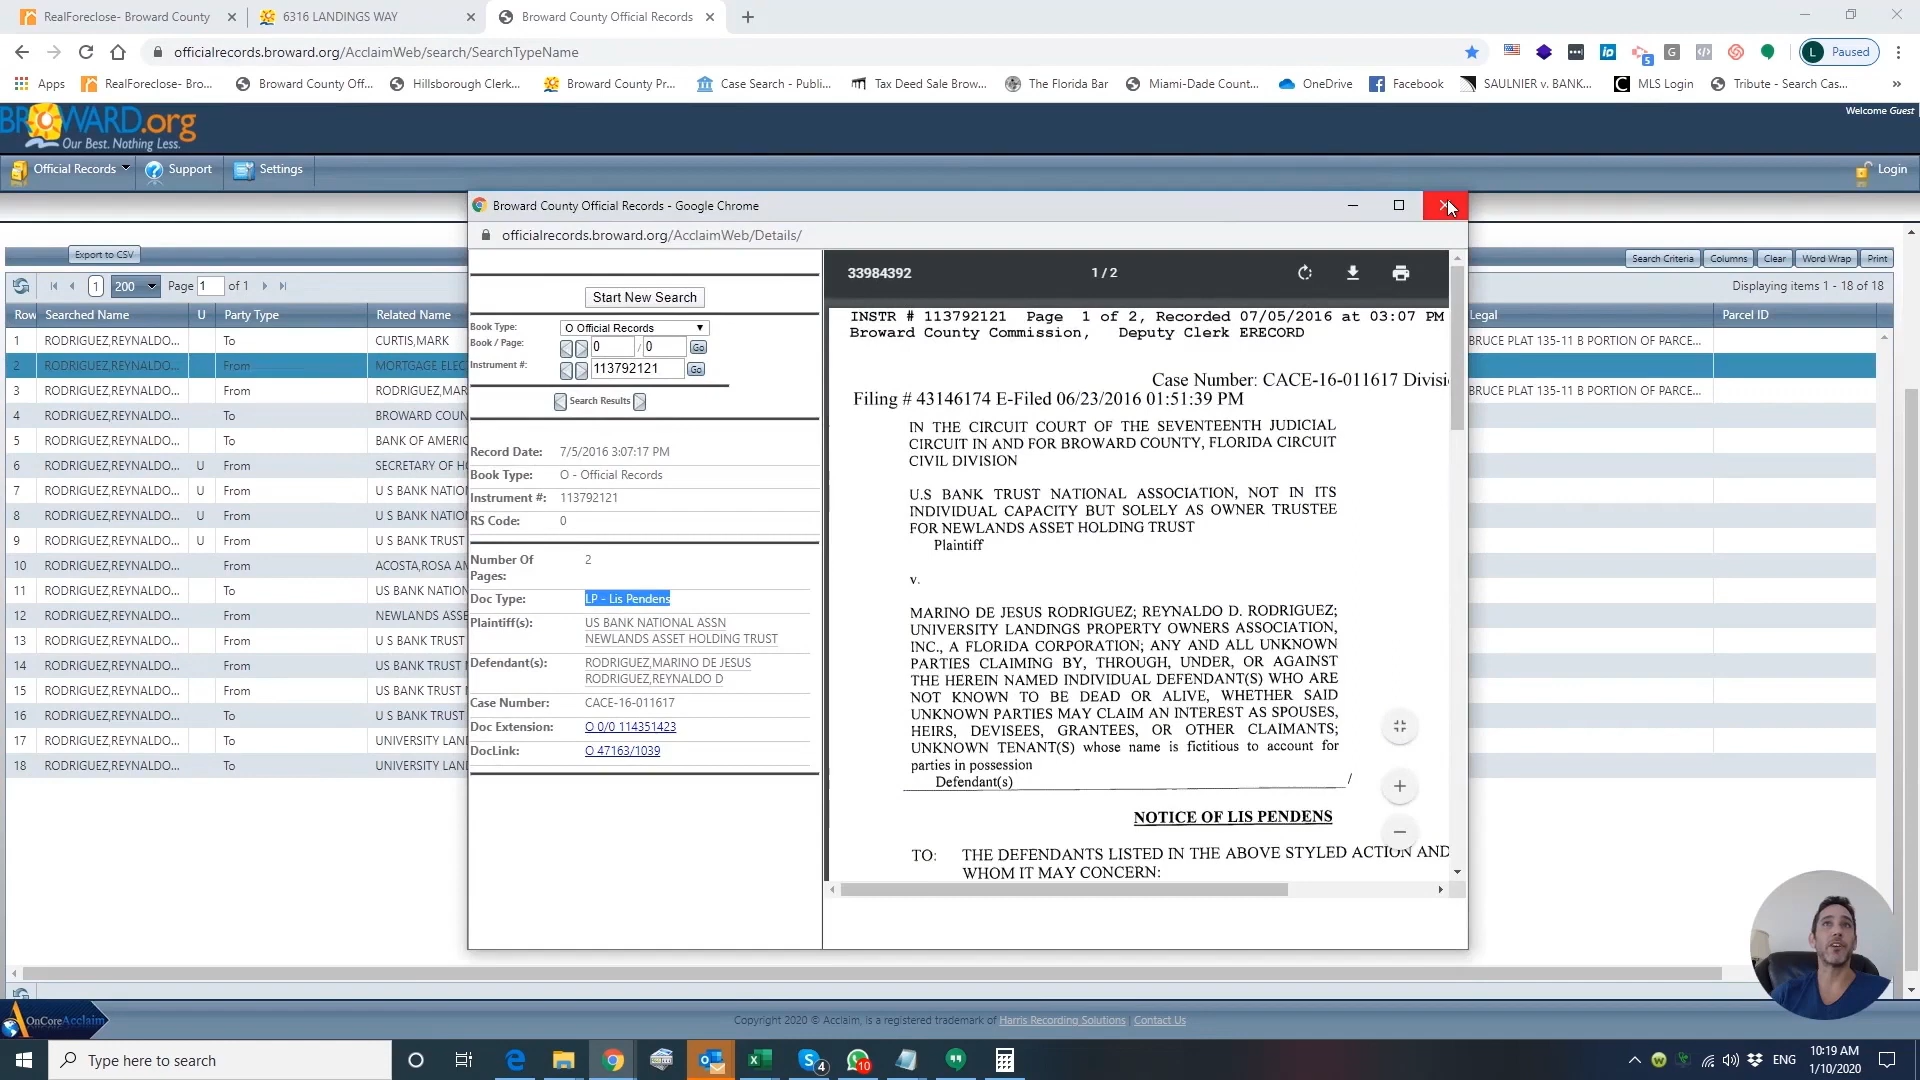 RealForeclose- Broward County
6316 LANDINGS WAY
Broward County Official Records
officialrecords.broward.org/AcclaimWeb/search/SearchTypeName
5
L Paused
Apps
RealForeclose- Bro...
Broward County Off...
Hillsborough Clerk...
Broward County Pr...
Case Search - Publi...
Tax Deed Sale Brow...
The Florida Bar
Miami-Dade Count...
OneDrive
Facebook
SAULNIER v. BANK...
MLS Login
Tribute - Search Cas...
»
BROWARD.org
Our Best. Nothing Less.
Welcome Guest
Official Records
Support
Settings
Login
Export to CSV
Search Criteria
Columns
Clear
Word Wrap
Print
1 200 Page 1 of 1
Displaying items 1 - 18 of 18
Row Searched Name U Party Type Related Name Legal Parcel ID
1 RODRIGUEZ,REYNALDO... To CURTIS,MARK BRUCE PLAT 135-11 B PORTION OF PARCE...
2 RODRIGUEZ,REYNALDO... From MORTGAGE ELEC
3 RODRIGUEZ,REYNALDO... From RODRIGUEZ,MAR BRUCE PLAT 135-11 B PORTION OF PARCE...
4 RODRIGUEZ,REYNALDO... To BROWARD COUN
5 RODRIGUEZ,REYNALDO... To BANK OF AMERIC
6 RODRIGUEZ,REYNALDO... U From SECRETARY OF H
7 RODRIGUEZ,REYNALDO... U From U S BANK NATIO
8 RODRIGUEZ,REYNALDO... U From U S BANK NATIO
9 RODRIGUEZ,REYNALDO... U From U S BANK TRUST
10 RODRIGUEZ,REYNALDO... From ACOSTA,ROSA AM
11 RODRIGUEZ,REYNALDO... To US BANK NATION
12 RODRIGUEZ,REYNALDO... From NEWLANDS ASSE
13 RODRIGUEZ,REYNALDO... From U S BANK TRUST
14 RODRIGUEZ,REYNALDO... From US BANK TRUST N
15 RODRIGUEZ,REYNALDO... From US BANK TRUST N
16 RODRIGUEZ,REYNALDO... To U S BANK TRUST
17 RODRIGUEZ,REYNALDO... To UNIVERSITY LAN
18 RODRIGUEZ,REYNALDO... To UNIVERSITY LAN
Broward County Official Records - Google Chrome
officialrecords.broward.org/AcclaimWeb/Details/
Start New Search
Book Type: O Official Records
Book / Page: 0 / 0 Go
Instrument #: 113792121 Go
Search Results
Record Date: 7/5/2016 3:07:17 PM
Book Type: O - Official Records
Instrument #: 113792121
RS Code: 0
Number Of Pages: 2
Doc Type: LP - Lis Pendens
Plaintiff(s): US BANK NATIONAL ASSN
NEWLANDS ASSET HOLDING TRUST
Defendant(s): RODRIGUEZ,MARINO DE JESUS
RODRIGUEZ,REYNALDO D
Case Number: CACE-16-011617
Doc Extension: O 0/0 114351423
DocLink: O 47163/1039
33984392 1 / 2
INSTR # 113792121 Page 1 of 2, Recorded 07/05/2016 at 03:07 PM
Broward County Commission, Deputy Clerk ERECORD
Case Number: CACE-16-011617 Divisi
Filing # 43146174 E-Filed 06/23/2016 01:51:39 PM
IN THE CIRCUIT COURT OF THE SEVENTEENTH JUDICIAL
CIRCUIT IN AND FOR BROWARD COUNTY, FLORIDA CIRCUIT
CIVIL DIVISION
U.S BANK TRUST NATIONAL ASSOCIATION, NOT IN ITS
INDIVIDUAL CAPACITY BUT SOLELY AS OWNER TRUSTEE
FOR NEWLANDS ASSET HOLDING TRUST
Plaintiff
v.
MARINO DE JESUS RODRIGUEZ; REYNALDO D. RODRIGUEZ;
UNIVERSITY LANDINGS PROPERTY OWNERS ASSOCIATION,
INC., A FLORIDA CORPORATION; ANY AND ALL UNKNOWN
PARTIES CLAIMING BY, THROUGH, UNDER, OR AGAINST
THE HEREIN NAMED INDIVIDUAL DEFENDANT(S) WHO ARE
NOT KNOWN TO BE DEAD OR ALIVE, WHETHER SAID
UNKNOWN PARTIES MAY CLAIM AN INTEREST AS SPOUSES,
HEIRS, DEVISEES, GRANTEES, OR OTHER CLAIMANTS;
UNKNOWN TENANT(S) whose name is fictitious to account for
parties in possession
Defendant(s) /
NOTICE OF LIS PENDENS
TO: THE DEFENDANTS LISTED IN THE ABOVE STYLED ACTION AND
WHOM IT MAY CONCERN:
OnCore Acclaim
Copyright 2020 © Acclaim, is a registered trademark of Harris Recording Solutions | Contact Us
Type here to search
4
10
ENG
10:19 AM
1/10/2020